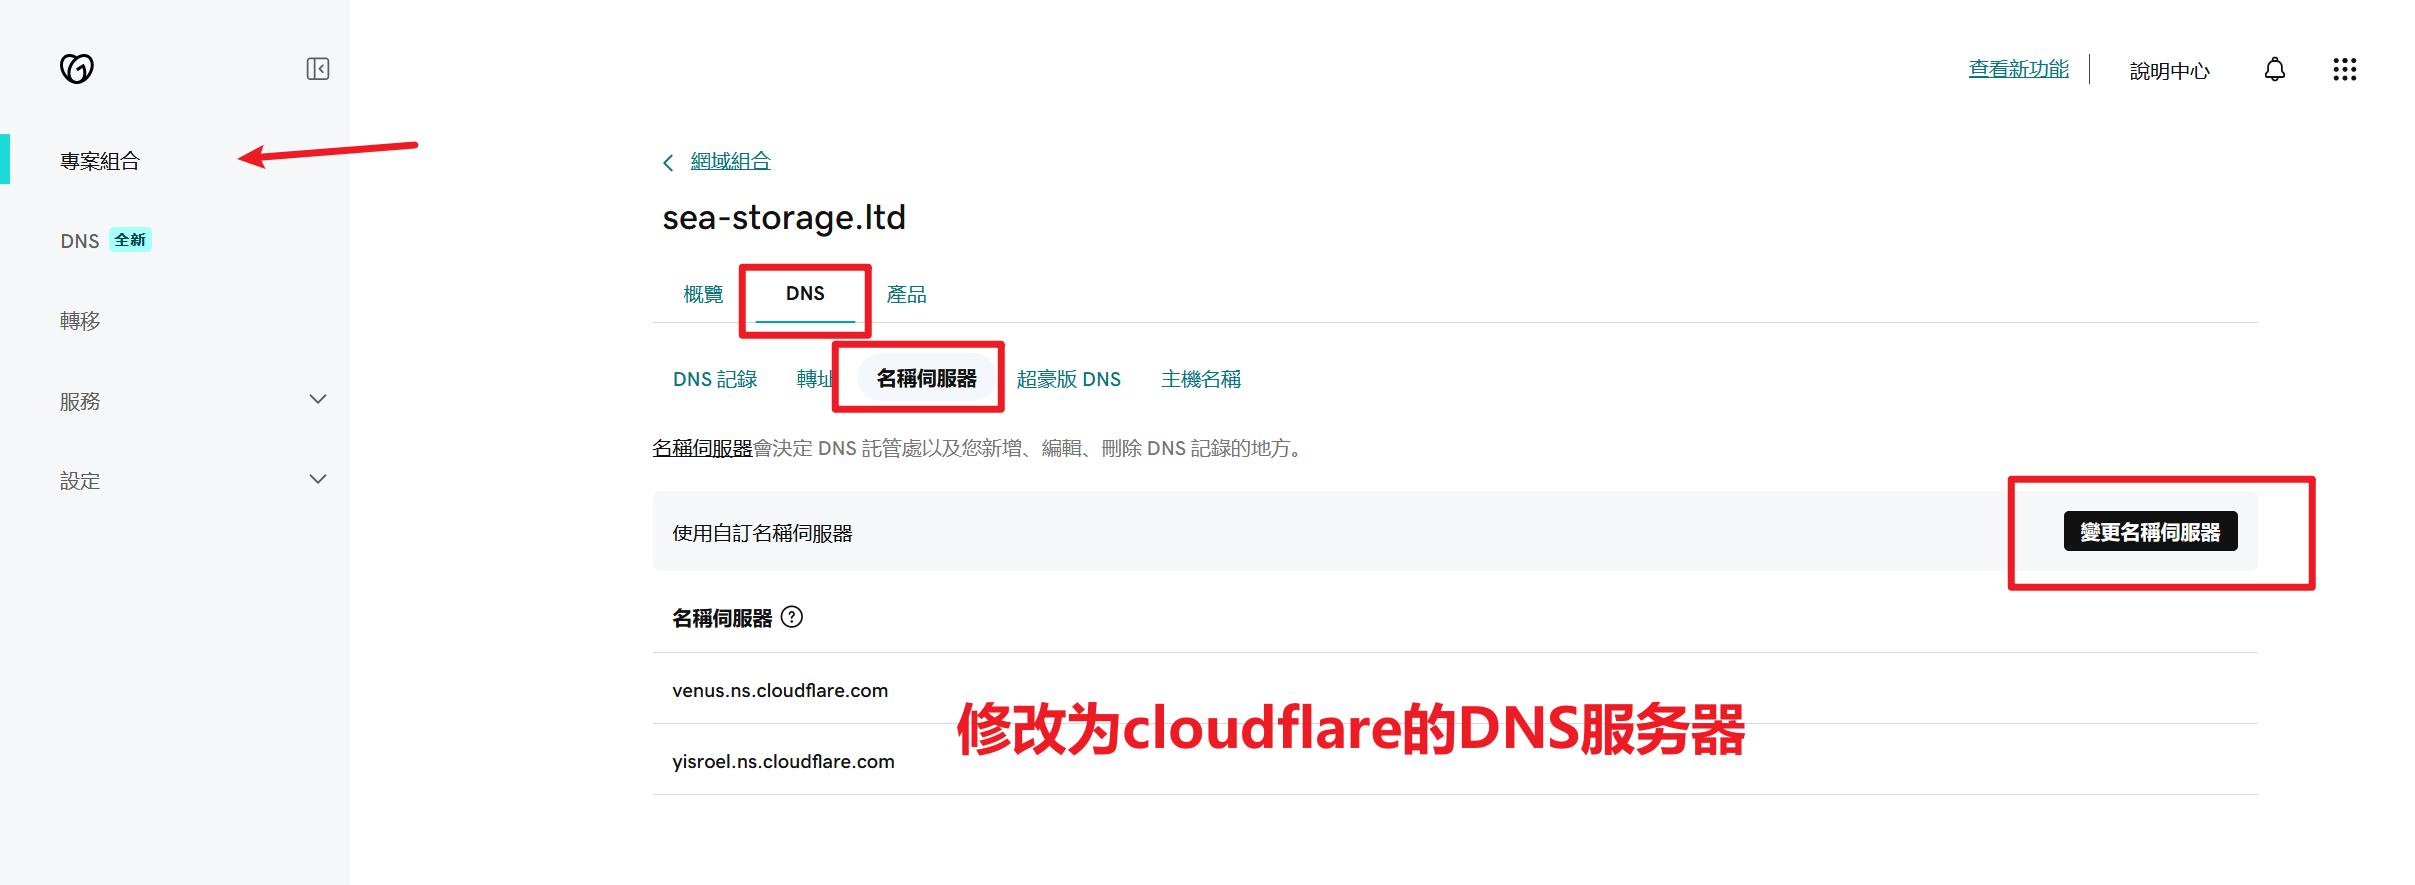 查看新功能
說明中心
專案組合
DNS 全新
轉移
服務
設定
網域組合
sea-storage.ltd
概覽 DNS 產品
DNS 記錄 轉址 名稱伺服器 超豪版 DNS 主機名稱
名稱伺服器會決定 DNS 託管處以及您新增、編輯、刪除 DNS 記錄的地方。
使用自訂名稱伺服器
變更名稱伺服器
名稱伺服器 ?
venus.ns.cloudflare.com
修改为cloudflare的DNS服务器
yisroel.ns.cloudflare.com